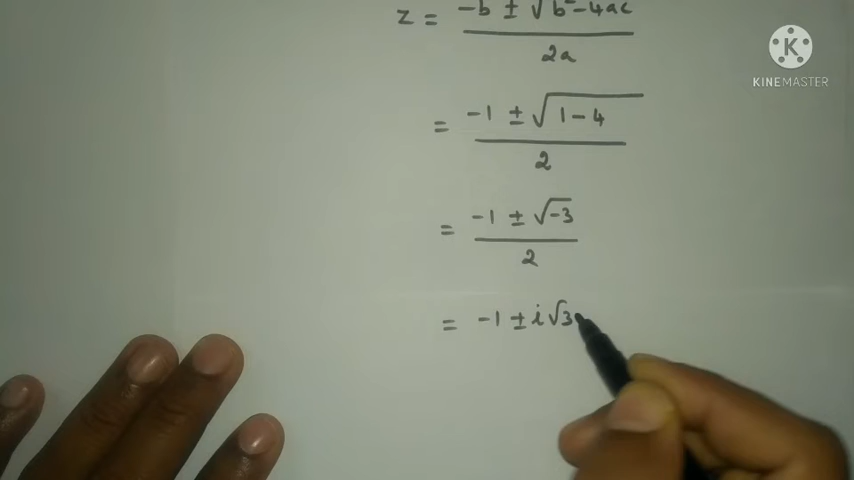 z = -b ± √b²-4ac / 2a
= -1 ± √1-4 / 2
= -1 ± √-3 / 2
= -1 ± i√3
K
KINEMASTER